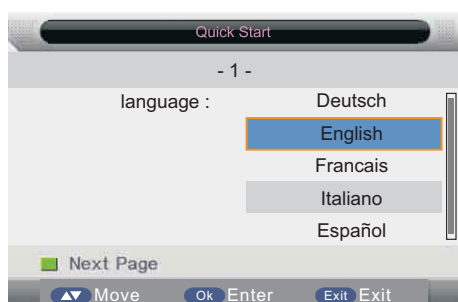 Quick Start
- 1 -
language : Deutsch
English
Francais
Italiano
Español
Next Page
Move Ok Enter Exit Exit